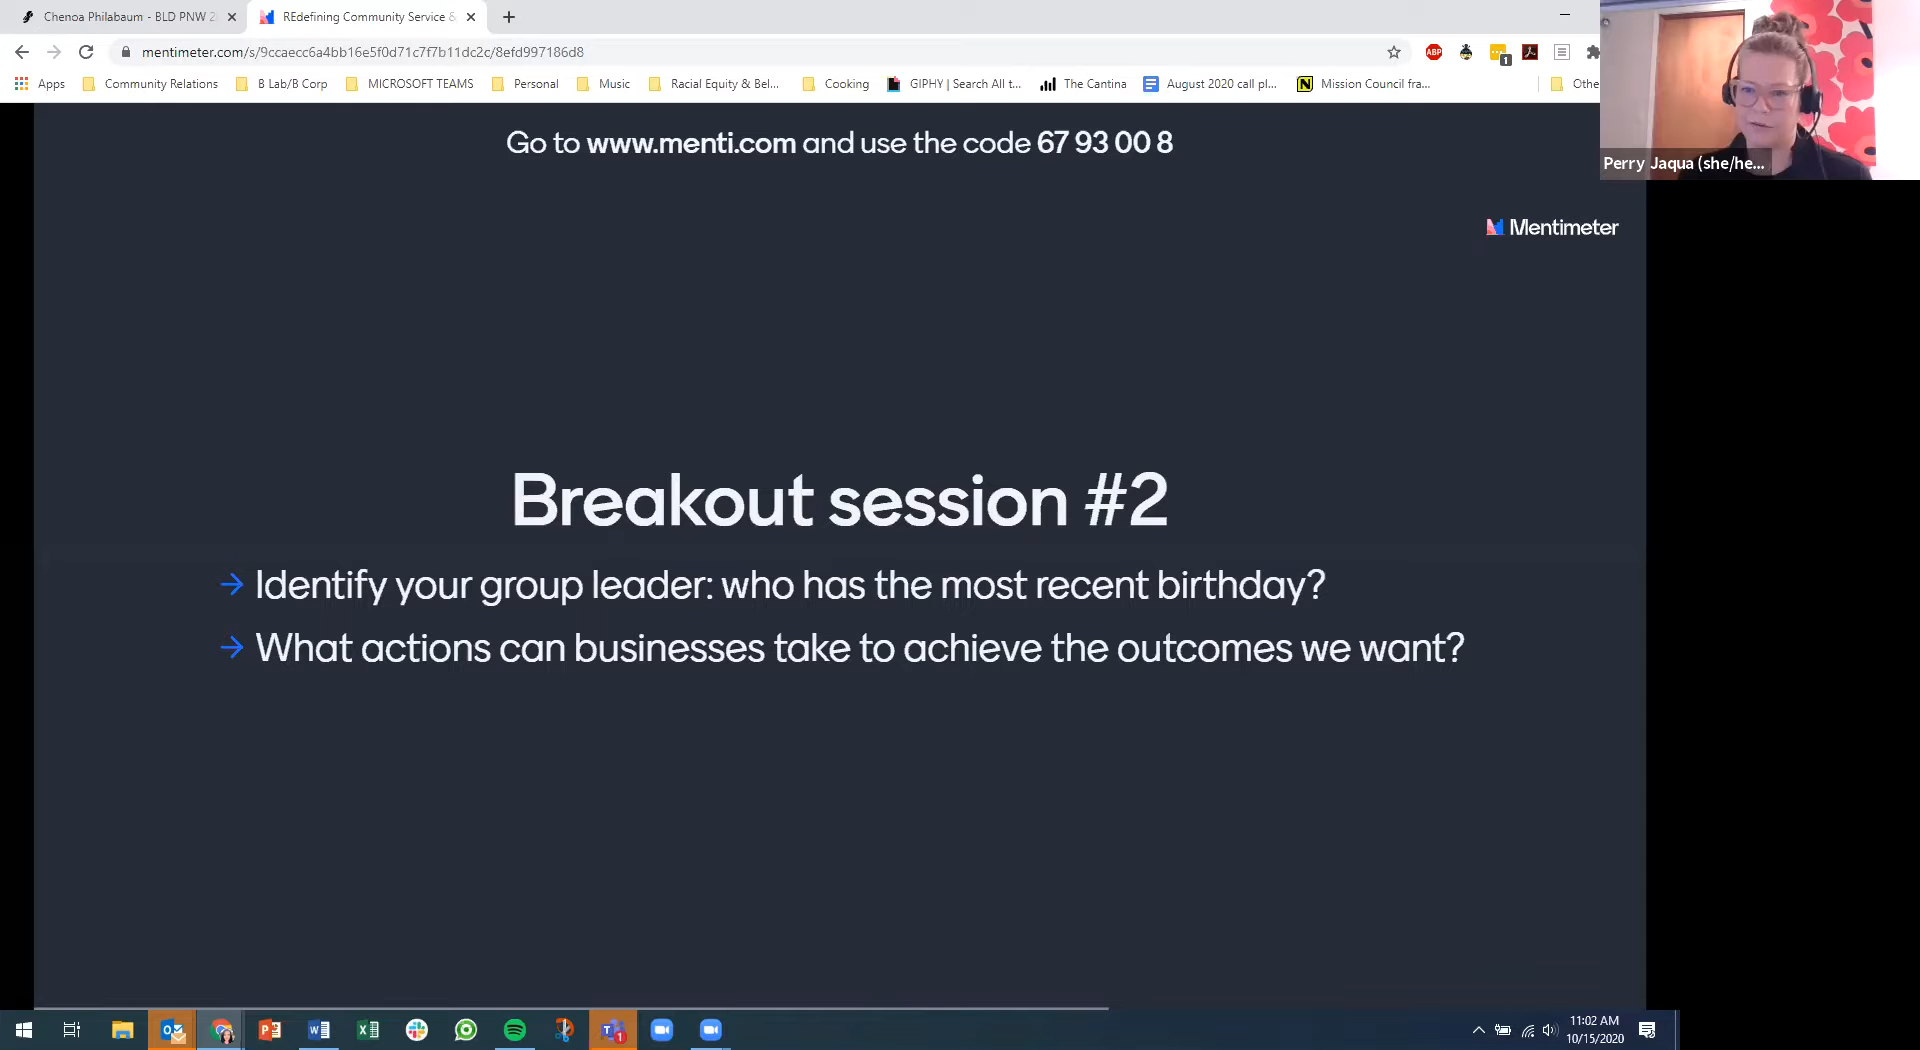 Chenoa Philabaum - BLD PNW 2
REdefining Community Service &
mentimeter.com/s/9ccaecc6a4bb16e5f0d71c7f7b11dc2c/8efd997186d8
ABP
1
Apps
Community Relations
B Lab/B Corp
MICROSOFT TEAMS
Personal
Music
Racial Equity & Bel...
Cooking
GIPHY | Search All t...
The Cantina
August 2020 call pl...
N
Mission Council fra...
Othe
Perry Jaqua (she/he...
Go to www.menti.com and use the code 67 93 00 8
Mentimeter
Breakout session #2
→ Identify your group leader: who has the most recent birthday?
→ What actions can businesses take to achieve the outcomes we want?
1
11:02 AM
10/15/2020